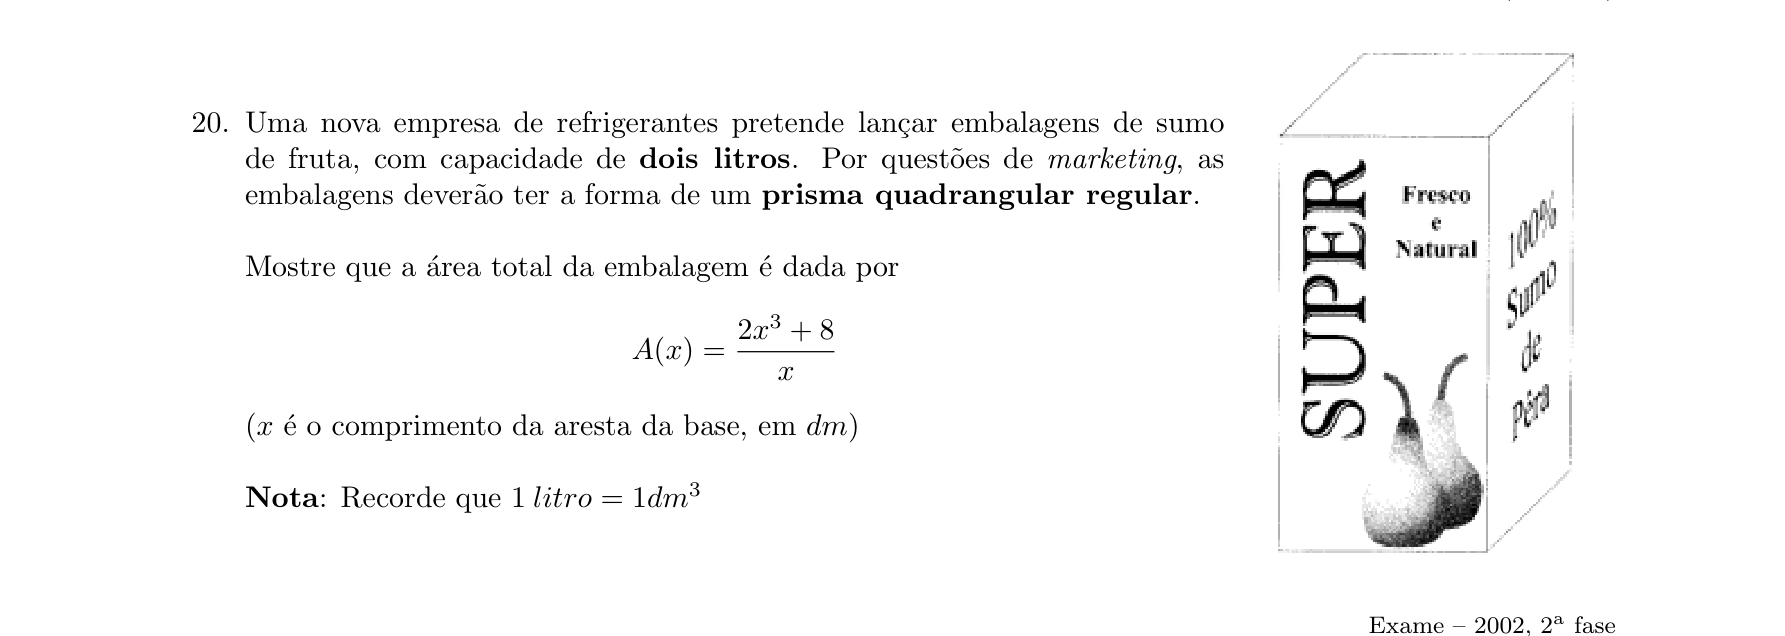 20. Uma nova empresa de refrigerantes pretende lançar embalagens de sumo
de fruta, com capacidade de dois litros. Por questões de marketing, as
embalagens deverão ter a forma de um prisma quadrangular regular.
Mostre que a área total da embalagem é dada por
A(x) = \frac{2x^3 + 8}{x}
(x é o comprimento da aresta da base, em dm)
Nota: Recorde que 1 litro = 1dm³
SUPER
Fresco
e
Natural
100%
Sumo
de
Pêra
Exame – 2002, 2ª fase